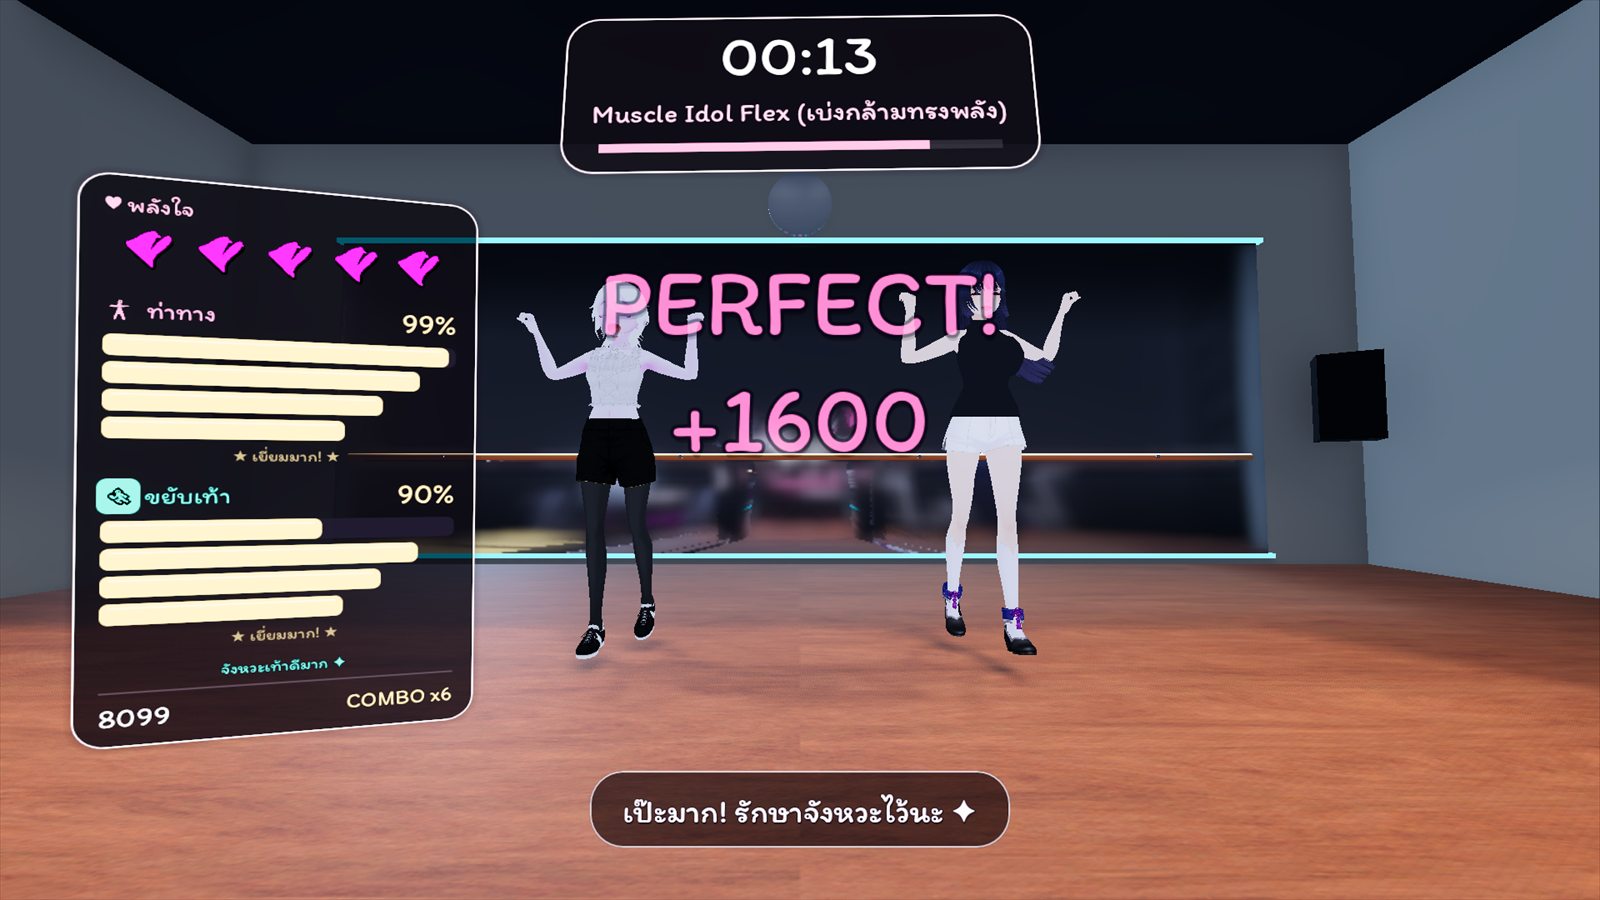 00:13
Muscle Idol Flex (เบ่งกล้ามทรงพลัง)
♥ พลังใจ
ท่าทาง
99%
★ เยี่ยมมาก! ★
ขยับเท้า
90%
★ เยี่ยมมาก! ★
จังหวะเท้าดีมาก ✦
COMBO x6
8099
PERFECT!
+1600
เป๊ะมาก! รักษาจังหวะไว้นะ ✦